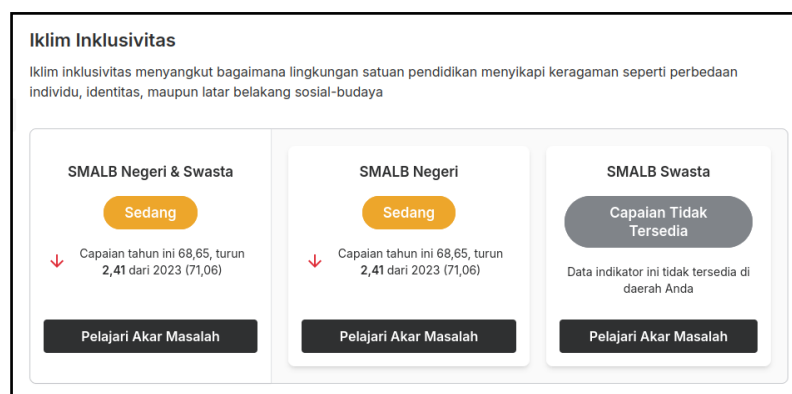 Iklim Inklusivitas
Iklim inklusivitas menyangkut bagaimana lingkungan satuan pendidikan menyikapi keragaman seperti perbedaan
individu, identitas, maupun latar belakang sosial-budaya
SMALB Negeri & Swasta
Sedang
Capaian tahun ini 68,65, turun
2,41 dari 2023 (71,06)
Pelajari Akar Masalah
SMALB Negeri
Sedang
Capaian tahun ini 68,65, turun
2,41 dari 2023 (71,06)
Pelajari Akar Masalah
SMALB Swasta
Capaian Tidak
Tersedia
Data indikator ini tidak tersedia di
daerah Anda
Pelajari Akar Masalah